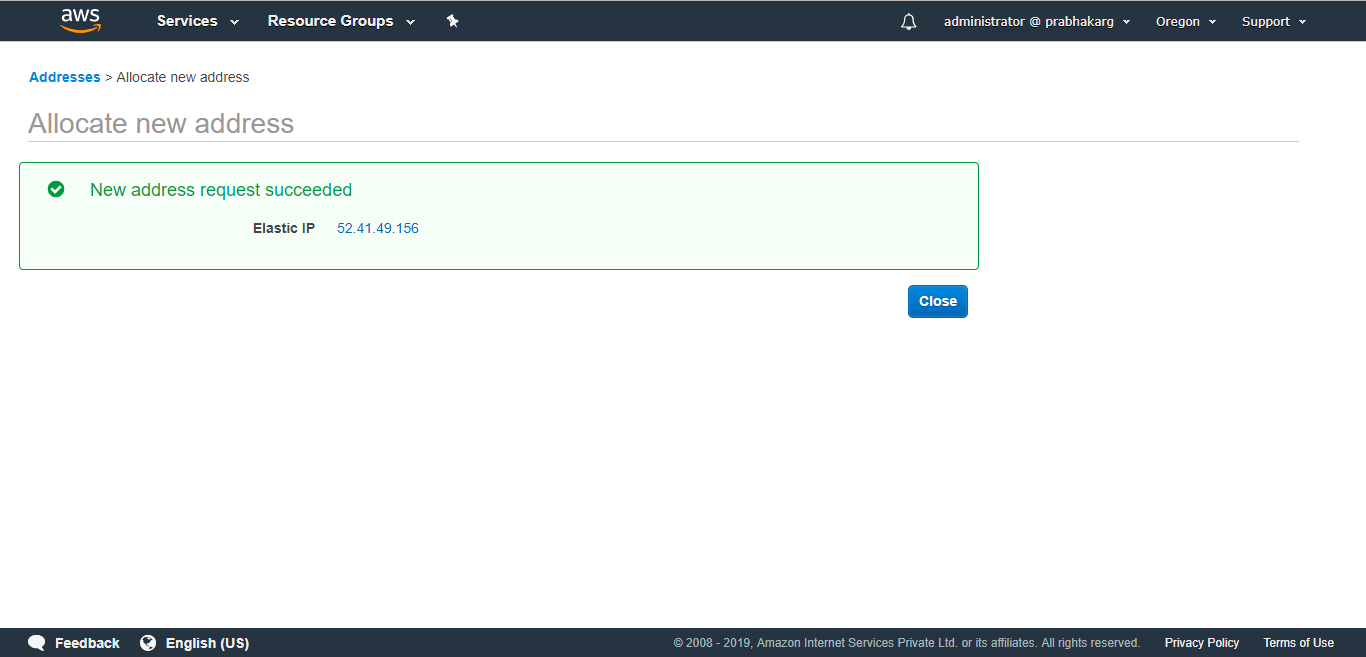 aws Services Resource Groups administrator @ prabhakarg Oregon Support
Addresses > Allocate new address
Allocate new address
New address request succeeded
Elastic IP 52.41.49.156
Close
Feedback English (US) © 2008 - 2019, Amazon Internet Services Private Ltd. or its affiliates. All rights reserved. Privacy Policy Terms of Use